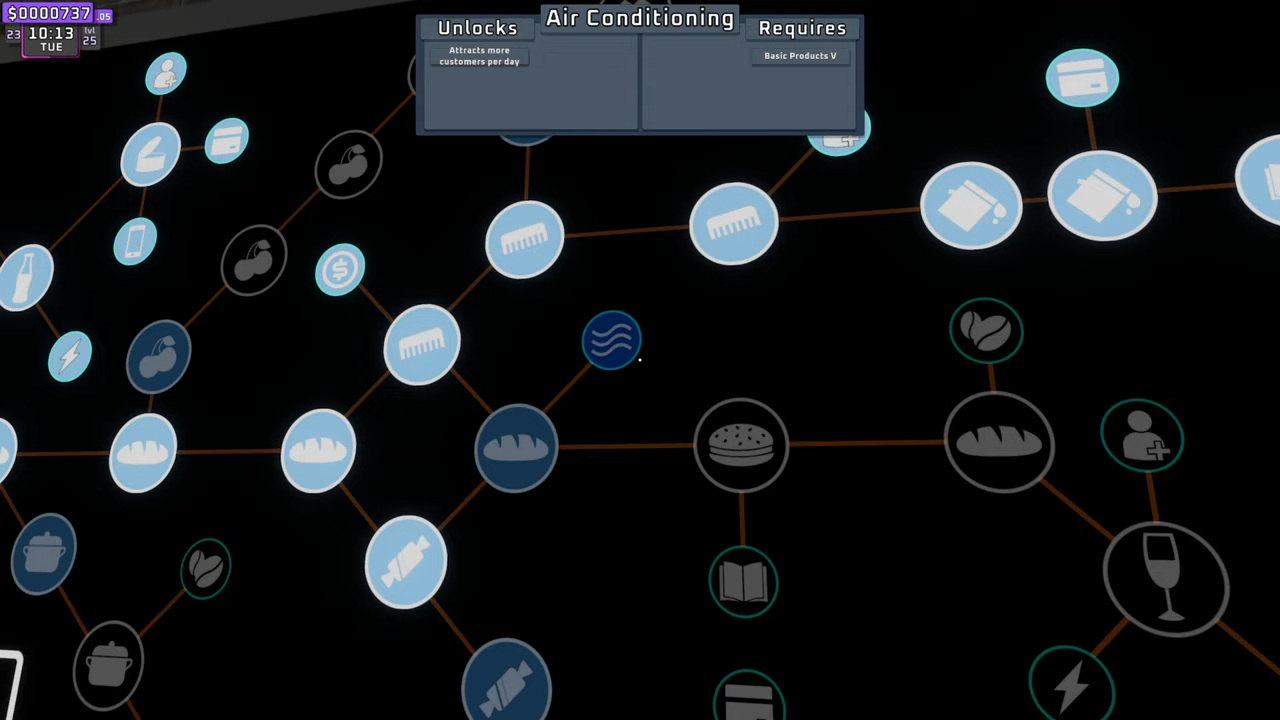 $0000737.05
23 10:13 lvl 25
TUE
Air Conditioning
Unlocks
Requires
Attracts more
customers per day
Basic Products V